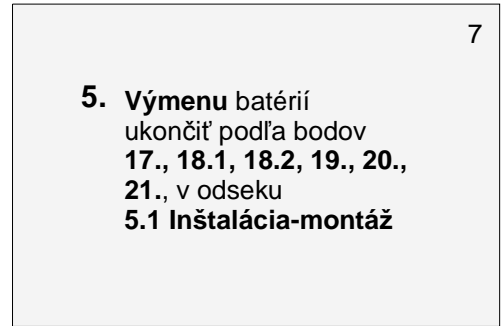 7
5. Výmenu batérií
ukončiť podľa bodov
17., 18.1, 18.2, 19., 20.,
21., v odseku
5.1 Inštalácia-montáž